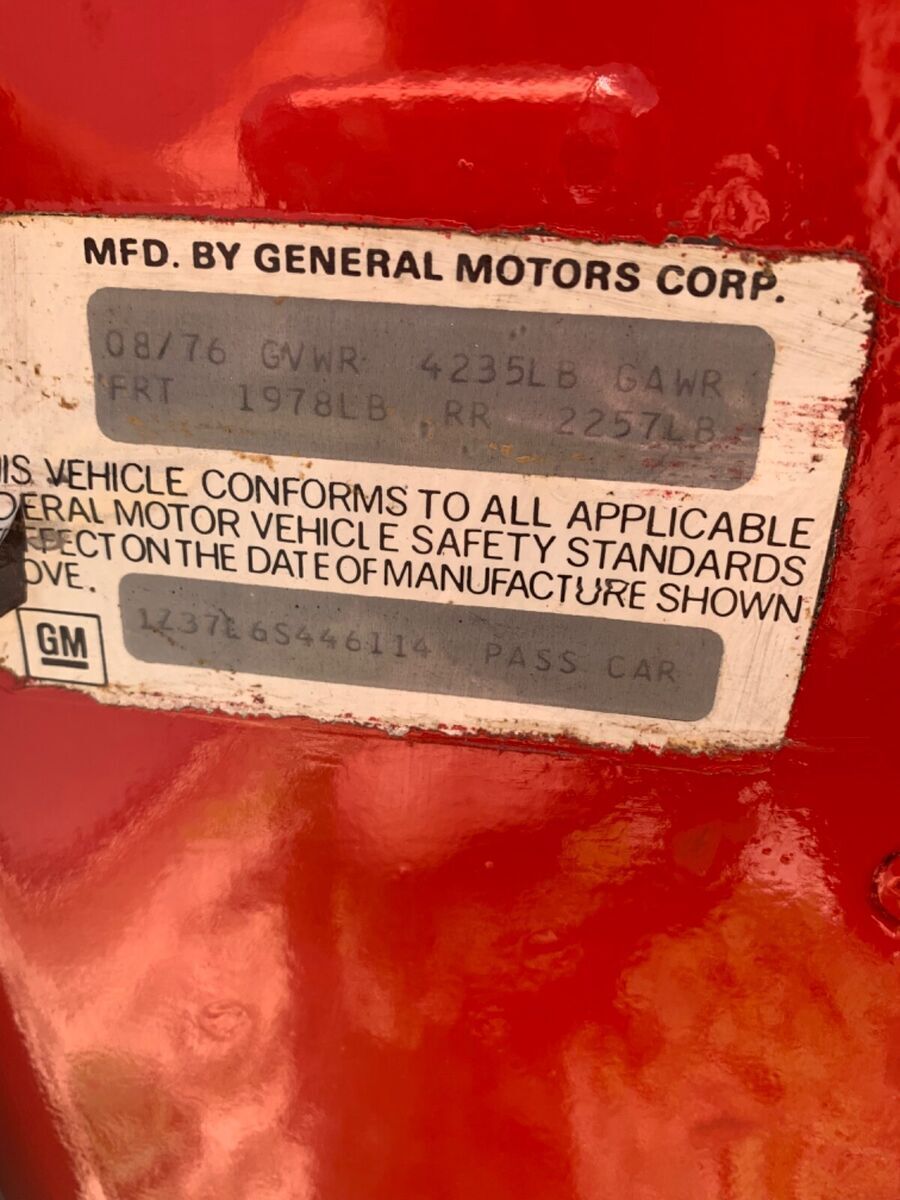 MFD. BY GENERAL MOTORS CORP.
08/76 GVWR 4235LB GAWR
FRT 1978LB RR 2257LB
IS VEHICLE CONFORMS TO ALL APPLICABLE
DERAL MOTOR VEHICLE SAFETY STANDARDS
EFFECT ON THE DATE OF MANUFACTURE SHOWN
OVE.
GM
1Z37L6S446114 PASS CAR